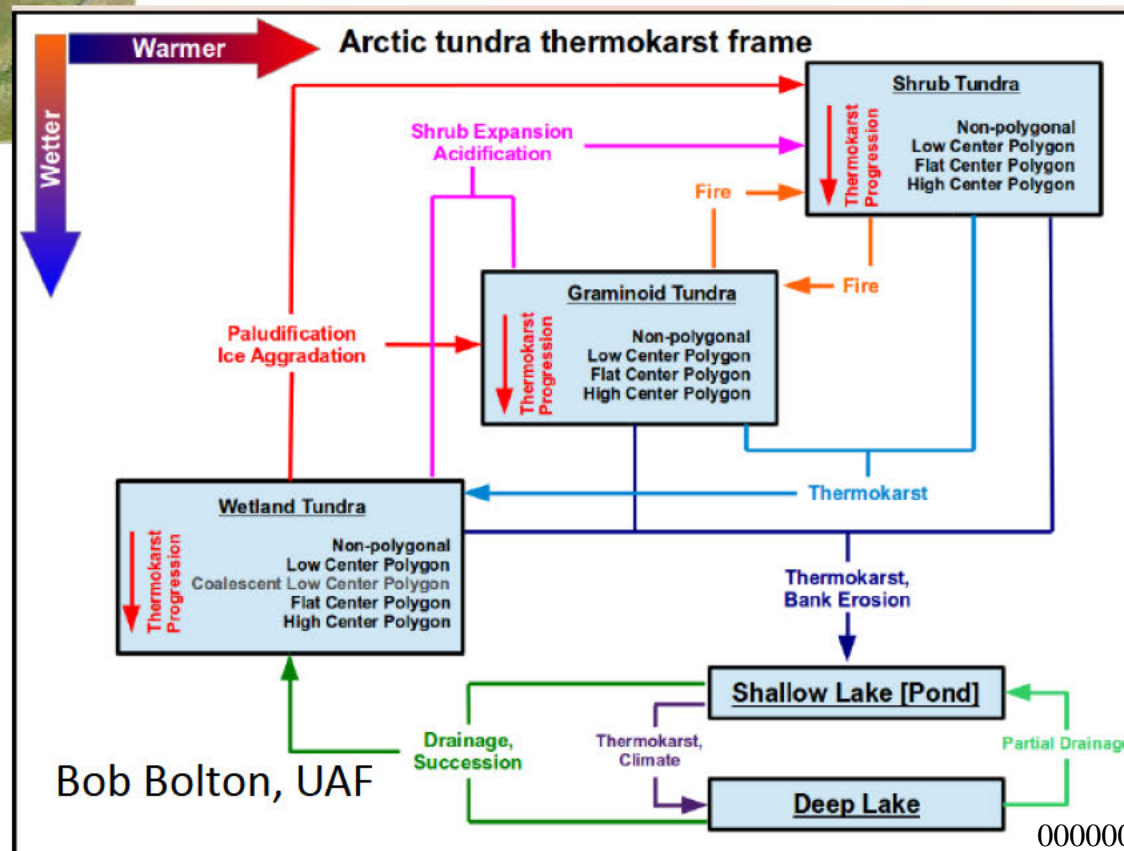 Warmer
Arctic tundra thermokarst frame
Wetter
Shrub Tundra
Thermokarst
Progression
Non-polygonal
Low Center Polygon
Flat Center Polygon
High Center Polygon
Shrub Expansion
Acidification
Fire
Fire
Graminoid Tundra
Thermokarst
Progression
Non-polygonal
Low Center Polygon
Flat Center Polygon
High Center Polygon
Paludification
Ice Aggradation
Thermokarst
Wetland Tundra
Thermokarst
Progression
Non-polygonal
Low Center Polygon
Coalescent Low Center Polygon
Flat Center Polygon
High Center Polygon
Thermokarst,
Bank Erosion
Shallow Lake [Pond]
Drainage,
Succession
Thermokarst,
Climate
Partial Drainage
Deep Lake
Bob Bolton, UAF
000000